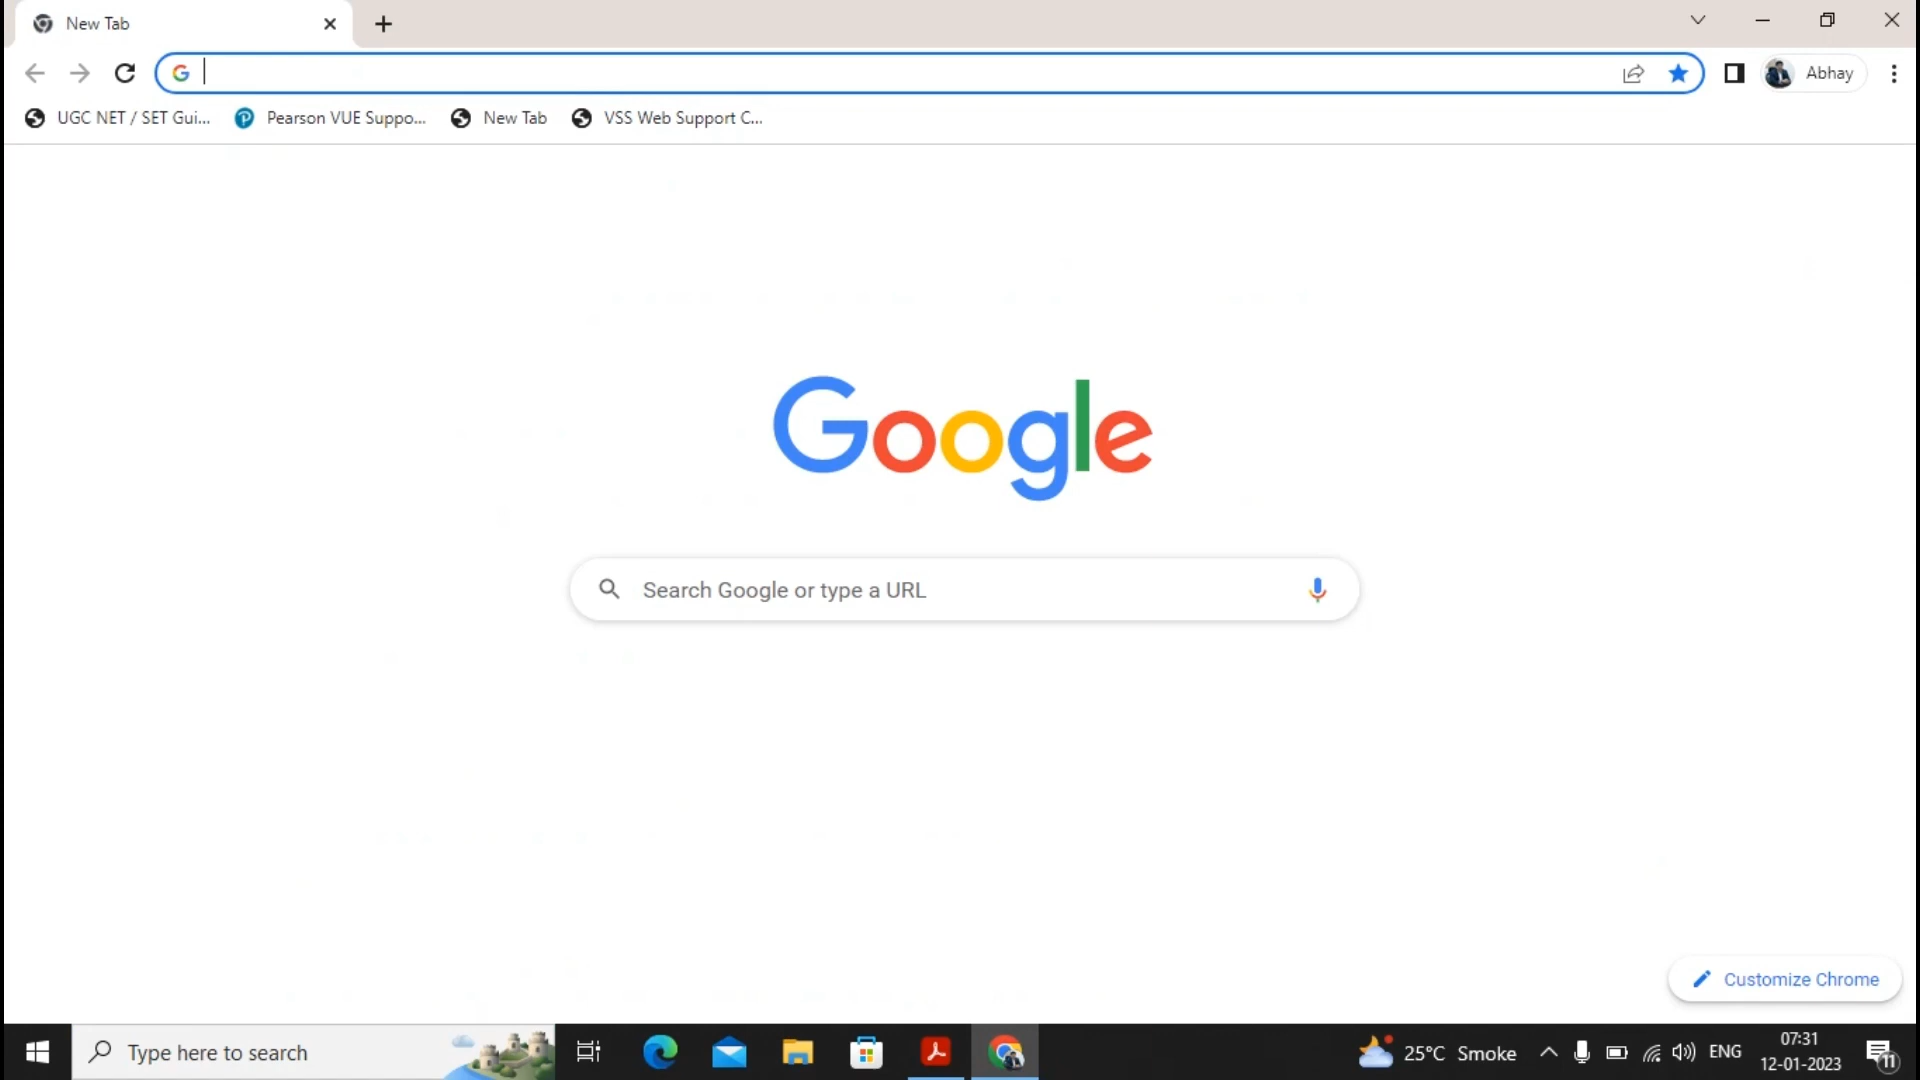 New Tab
Abhay
UGC NET / SET Gui... Pearson VUE Suppo... New Tab VSS Web Support C...
Google
Search Google or type a URL
Customize Chrome
Type here to search
25°C Smoke ENG 07:31
12-01-2023
11